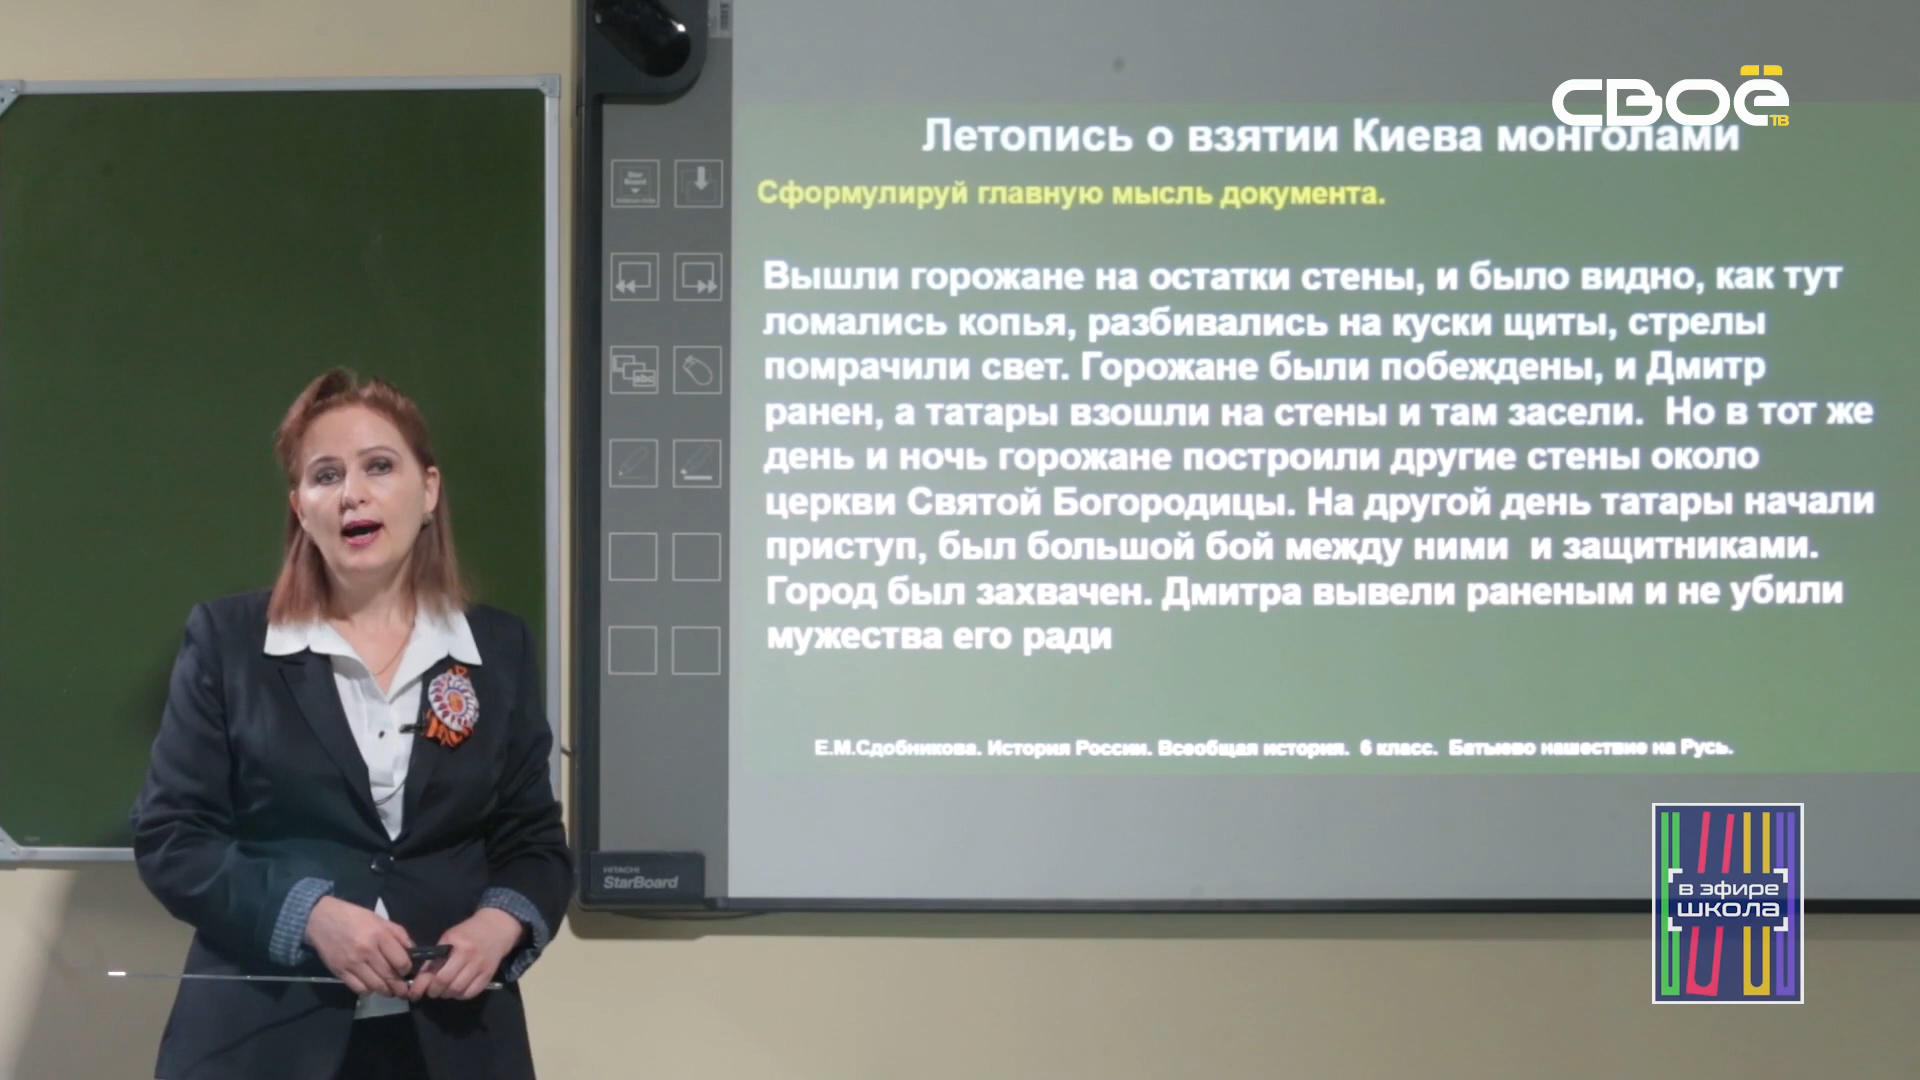 СВОЁ
ТВ
Летопись о взятии Киева монголами
Сформулируй главную мысль документа.
Вышли горожане на остатки стены, и было видно, как тут
ломались копья, разбивались на куски щиты, стрелы
помрачили свет. Горожане были побеждены, и Дмитр
ранен, а татары взошли на стены и там засели. Но в тот же
день и ночь горожане построили другие стены около
церкви Святой Богородицы. На другой день татары начали
приступ, был большой бой между ними и защитниками.
Город был захвачен. Дмитра вывели раненым и не убили
мужества его ради
Е.М.Сдобникова. История России. Всеобщая история. 6 класс. Батыево нашествие на Русь.
Star
Board
abc
HITACHI
StarBoard
В ЭФИРЕ
ШКОЛА